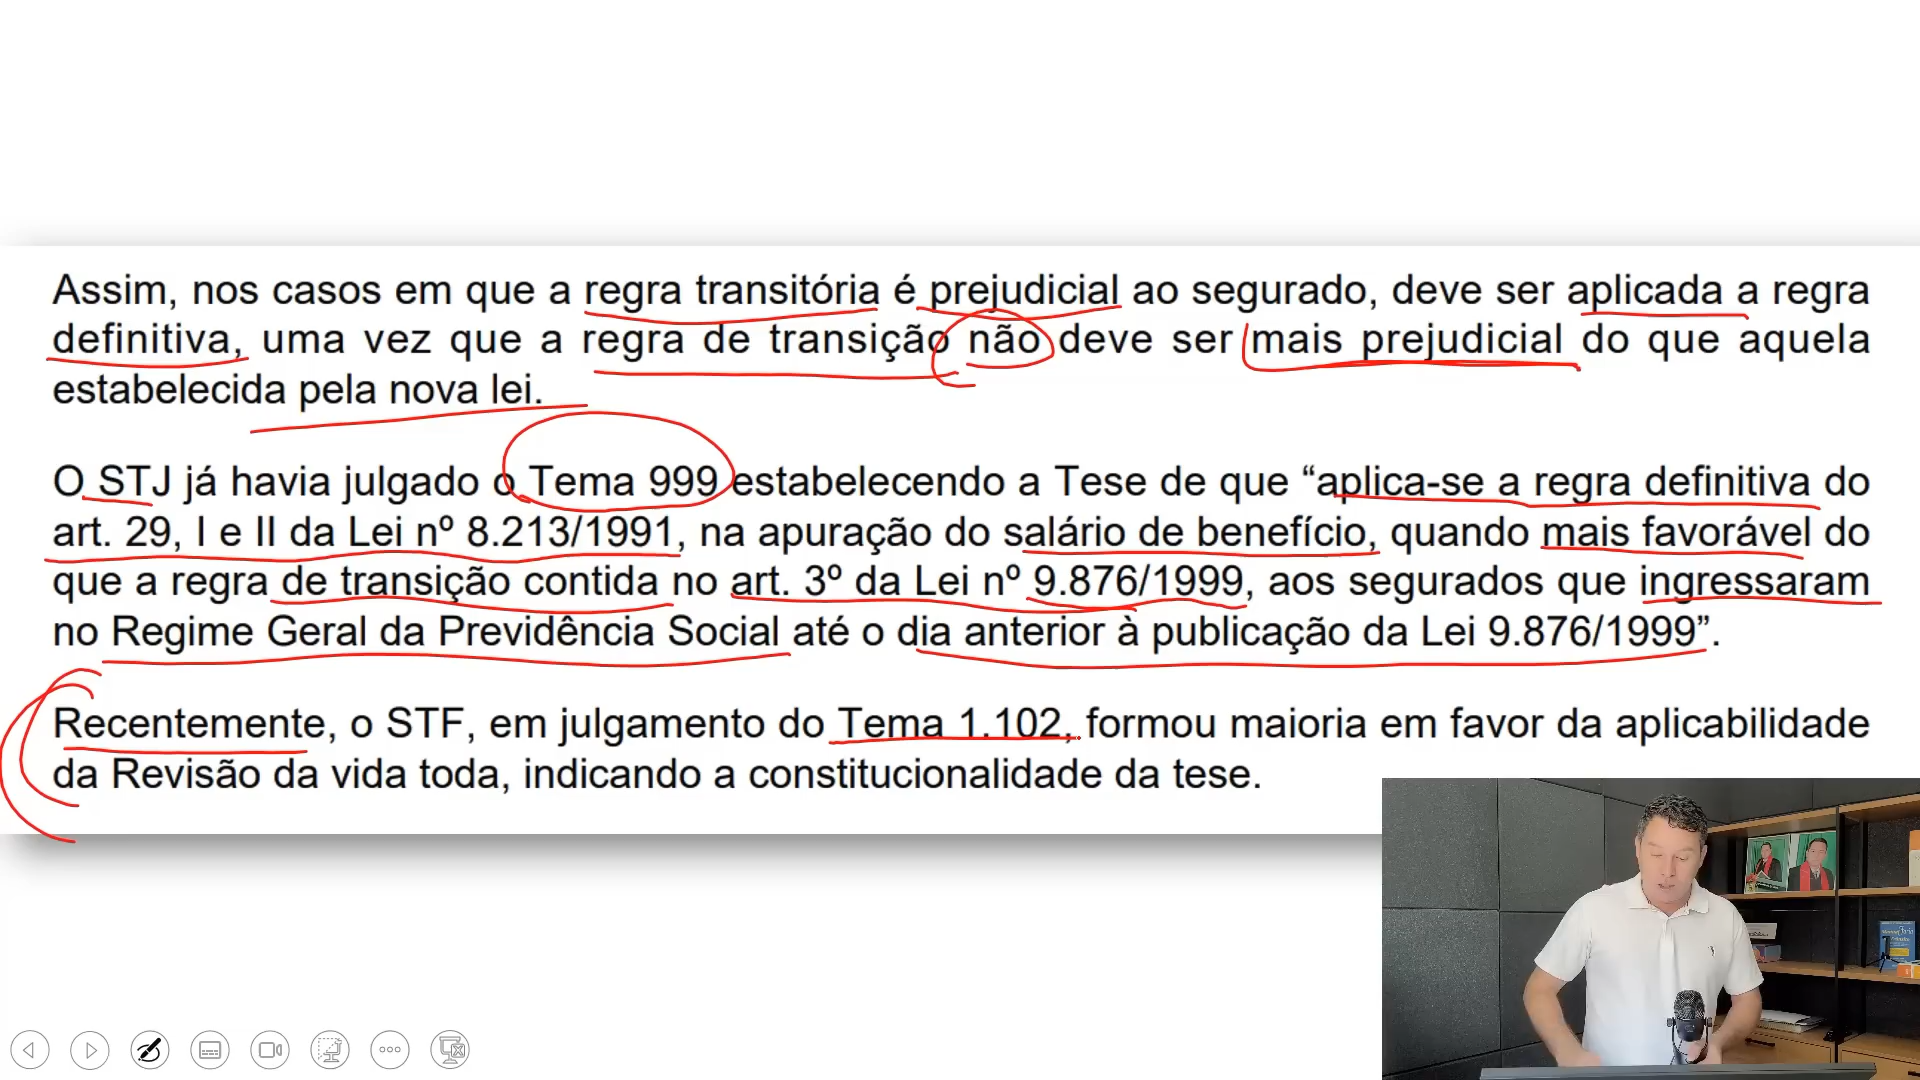 Assim, nos casos em que a regra transitória é prejudicial ao segurado, deve ser aplicada a regra
definitiva, uma vez que a regra de transição não deve ser mais prejudicial do que aquela
estabelecida pela nova lei.
O STJ já havia julgado o Tema 999 estabelecendo a Tese de que “aplica-se a regra definitiva do
art. 29, I e II da Lei nº 8.213/1991, na apuração do salário de benefício, quando mais favorável do
que a regra de transição contida no art. 3º da Lei nº 9.876/1999, aos segurados que ingressaram
no Regime Geral da Previdência Social até o dia anterior à publicação da Lei 9.876/1999”.
Recentemente, o STF, em julgamento do Tema 1.102, formou maioria em favor da aplicabilidade
da Revisão da vida toda, indicando a constitucionalidade da tese.